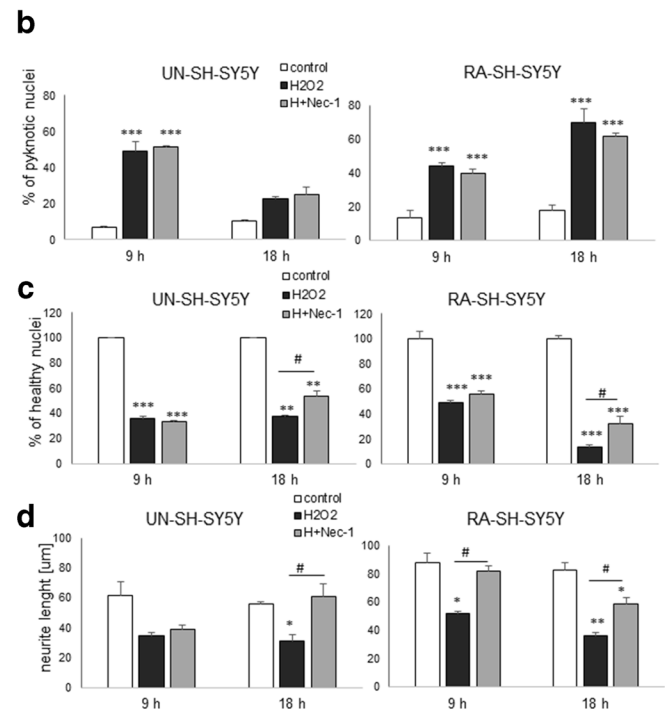 b
UN-SH-SY5Y
control
H2O2
H+Nec-1
RA-SH-SY5Y
% of pyknotic nuclei
80
60
40
20
0
*** ***
9 h 18 h
80
60
40
20
0
*** *** *** ***
9 h 18 h
c
UN-SH-SY5Y
control
H2O2
H+Nec-1
RA-SH-SY5Y
% of healthy nuclei
120
100
80
60
40
20
0
#
*** *** ** **
9 h 18 h
120
100
80
60
40
20
0
#
*** *** *** ***
9 h 18 h
d
UN-SH-SY5Y
control
H2O2
H+Nec-1
RA-SH-SY5Y
neurite lenght [um]
100
80
60
40
20
0
#
*
9 h 18 h
100
80
60
40
20
0
# #
* ** *
9 h 18 h